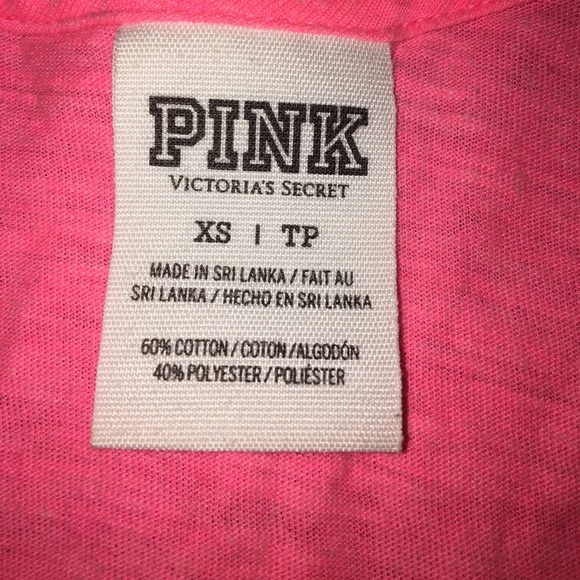 PINK
VICTORIA'S SECRET
XS | TP
MADE IN SRI LANKA / FAIT AU
SRI LANKA / HECHO EN SRI LANKA
60% COTTON / COTON / ALGODÓN
40% POLYESTER / POLIÉSTER